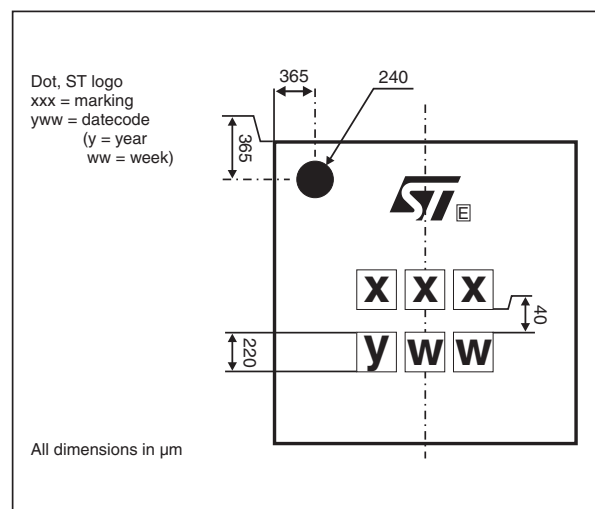 Dot, ST logo
xxx = marking
yww = datecode
(y = year
ww = week)
365
240
365
ST
E
x x x
40
y w w
220
All dimensions in µm